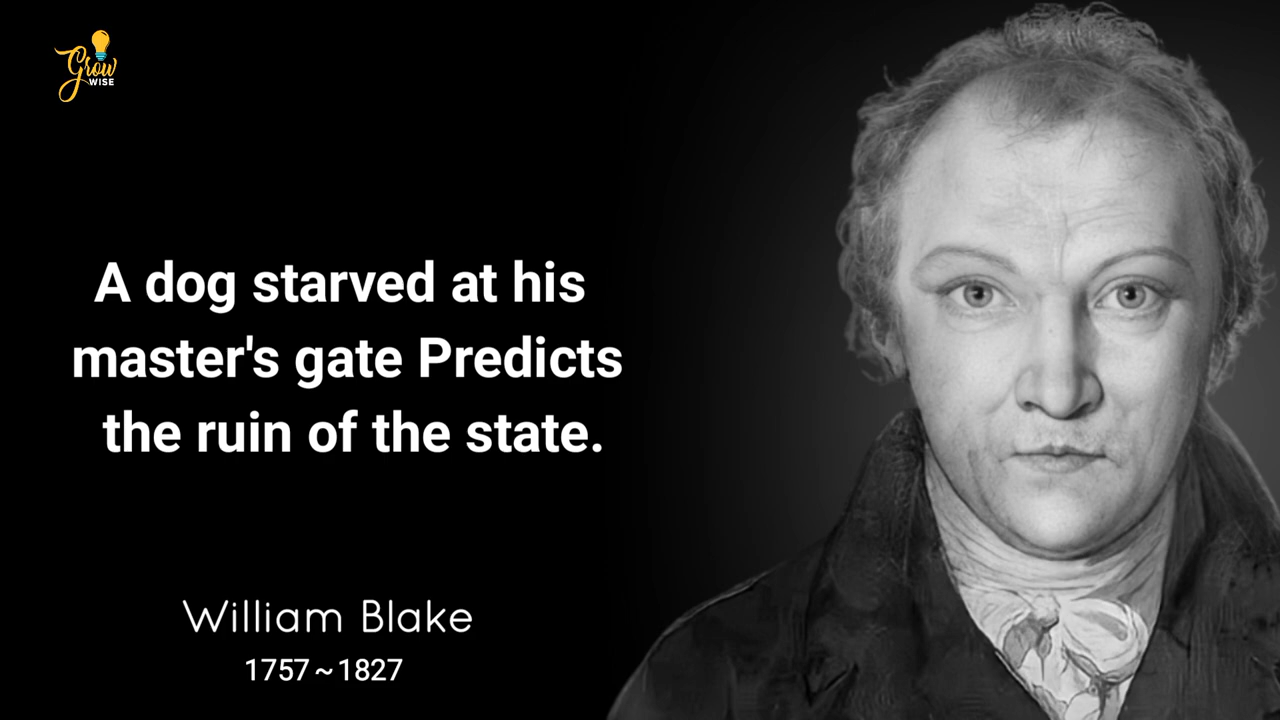 Grow
WISE
A dog starved at his
master's gate Predicts
the ruin of the state.
William Blake
1757~1827